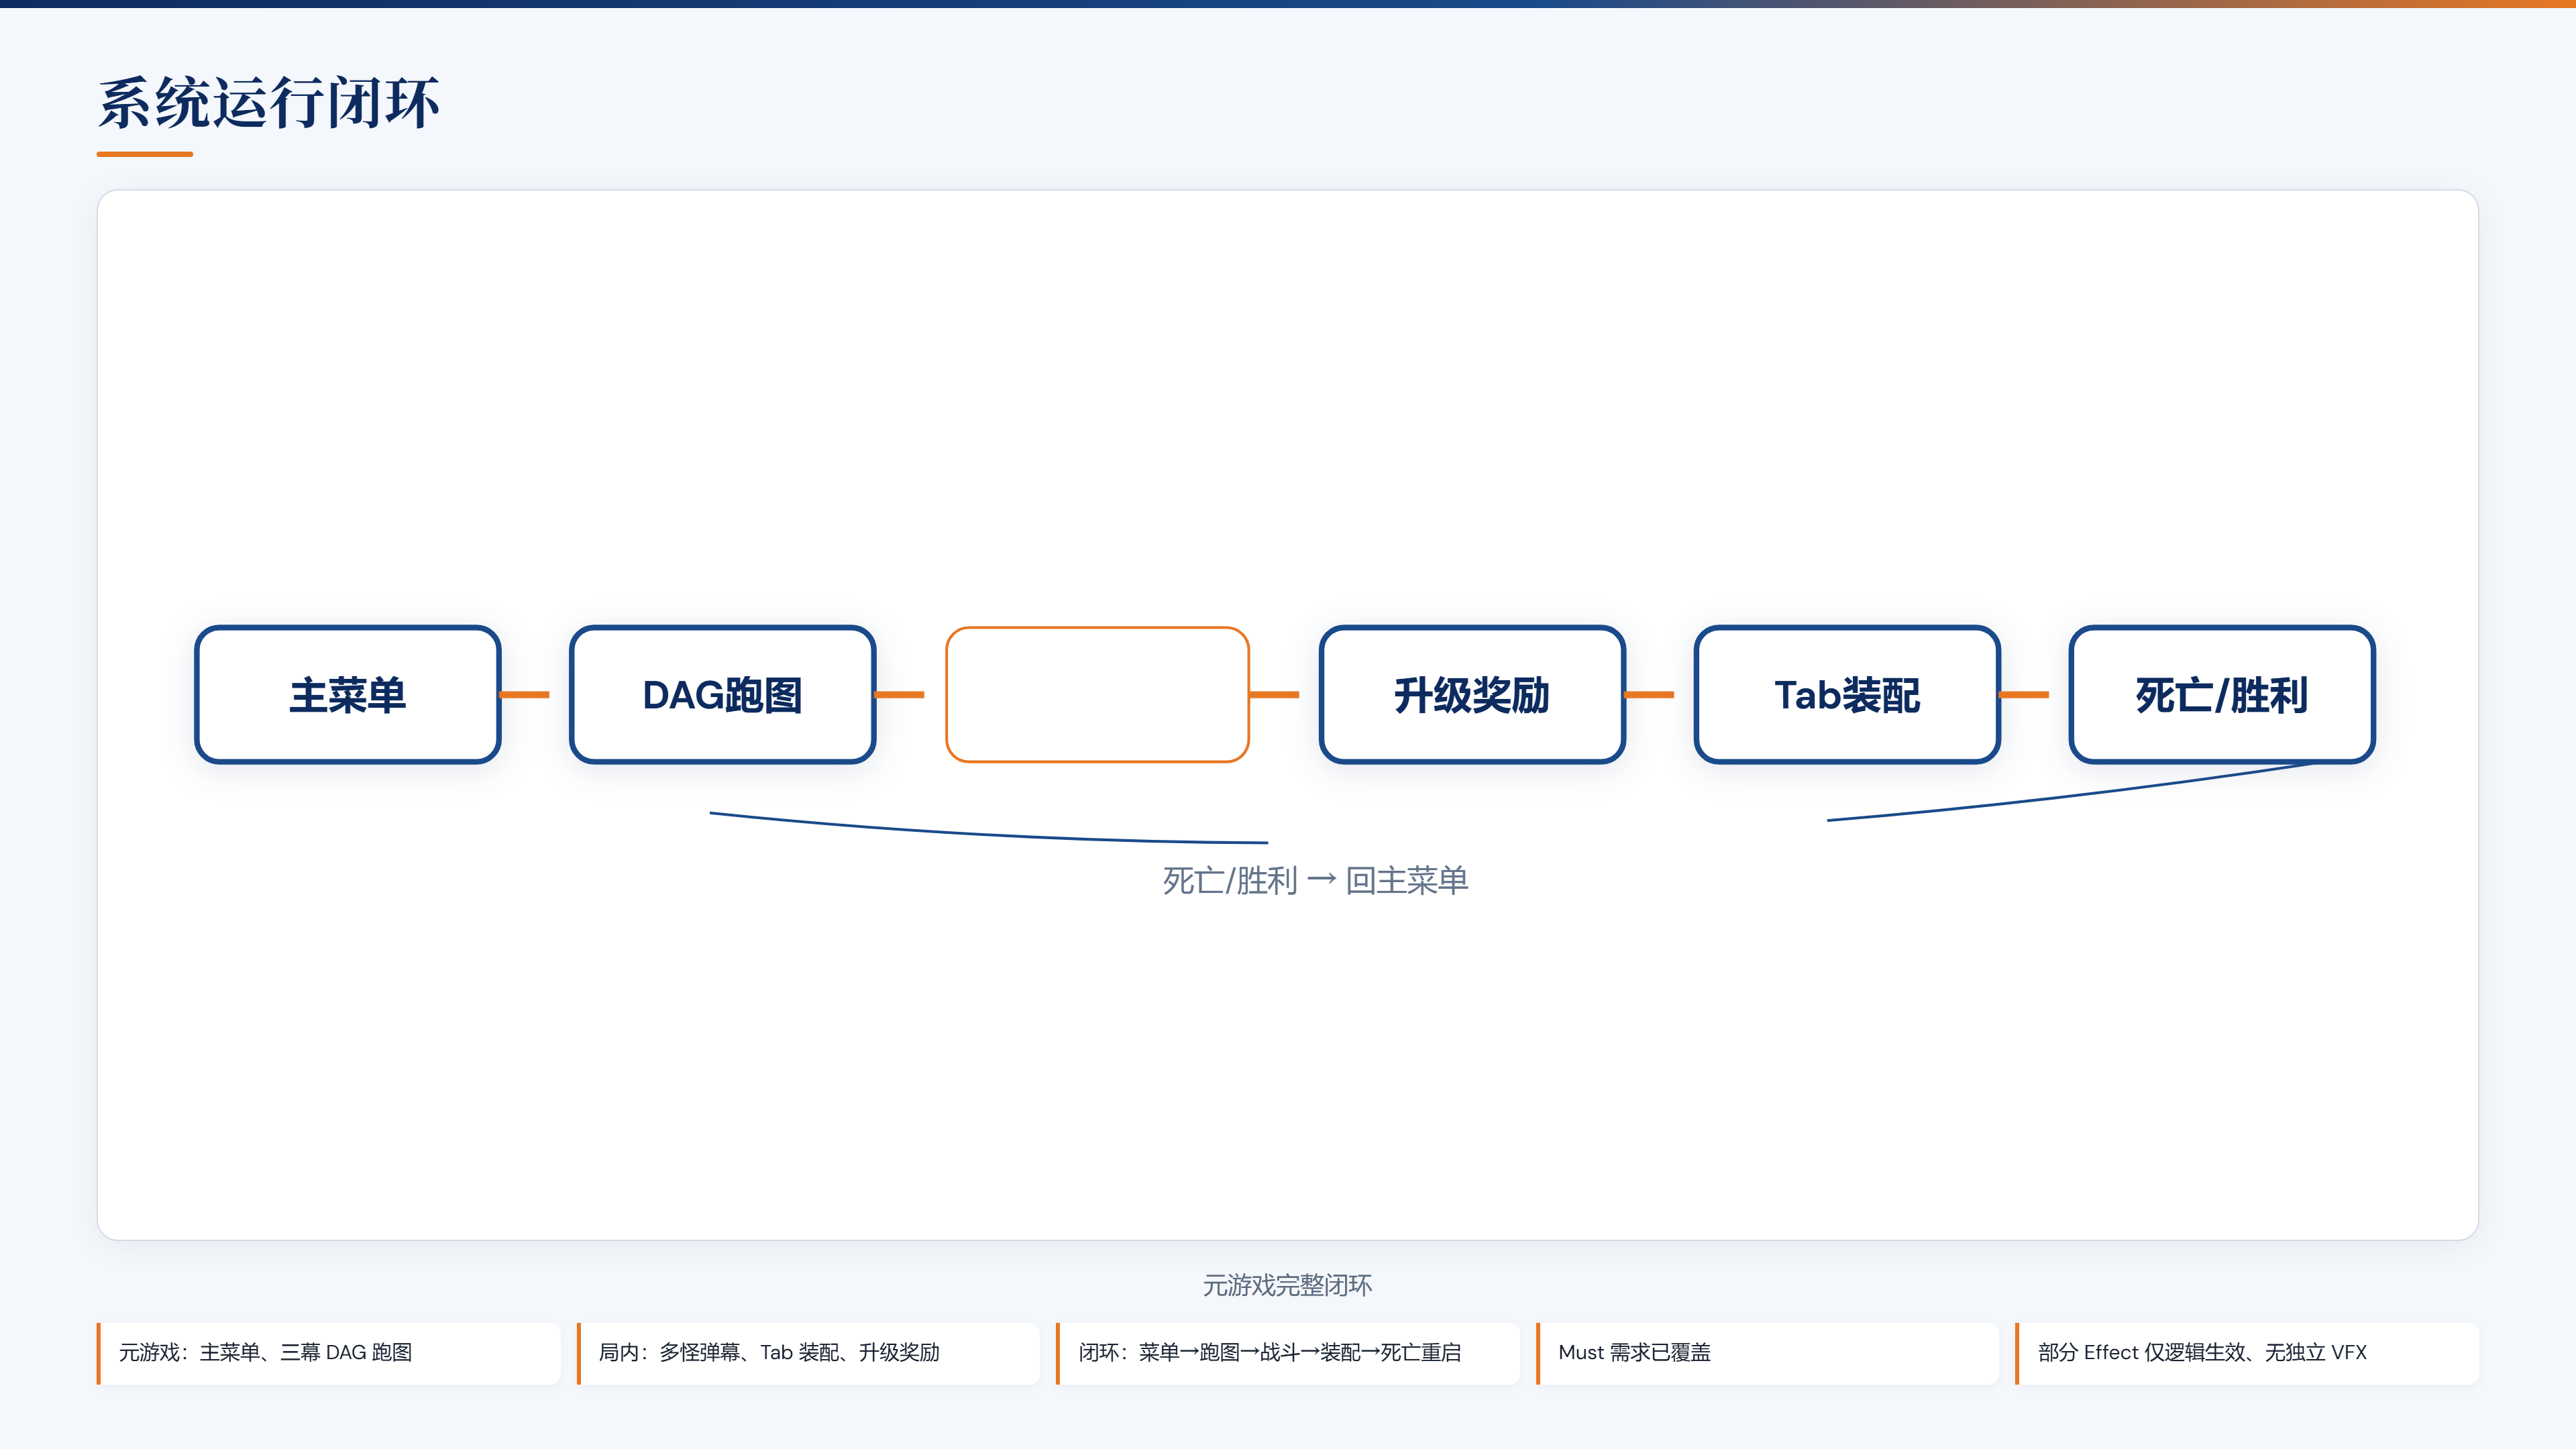 系统运行闭环
主菜单
DAG跑图
升级奖励
Tab装配
死亡/胜利
死亡/胜利 → 回主菜单
元游戏完整闭环
元游戏：主菜单、三幕 DAG 跑图
局内：多怪弹幕、Tab 装配、升级奖励
闭环：菜单→跑图→战斗→装配→死亡重启
Must 需求已覆盖
部分 Effect 仅逻辑生效、无独立 VFX